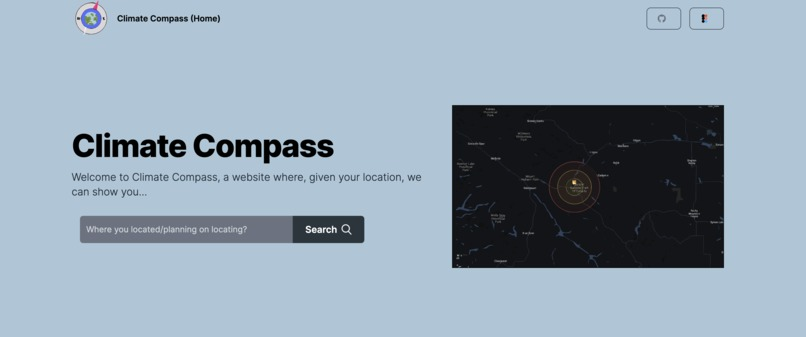 Climate Compass (Home)
Climate Compass
Welcome to Climate Compass, a website where, given your location, we
can show you...
Where you located/planning on locating?
Search